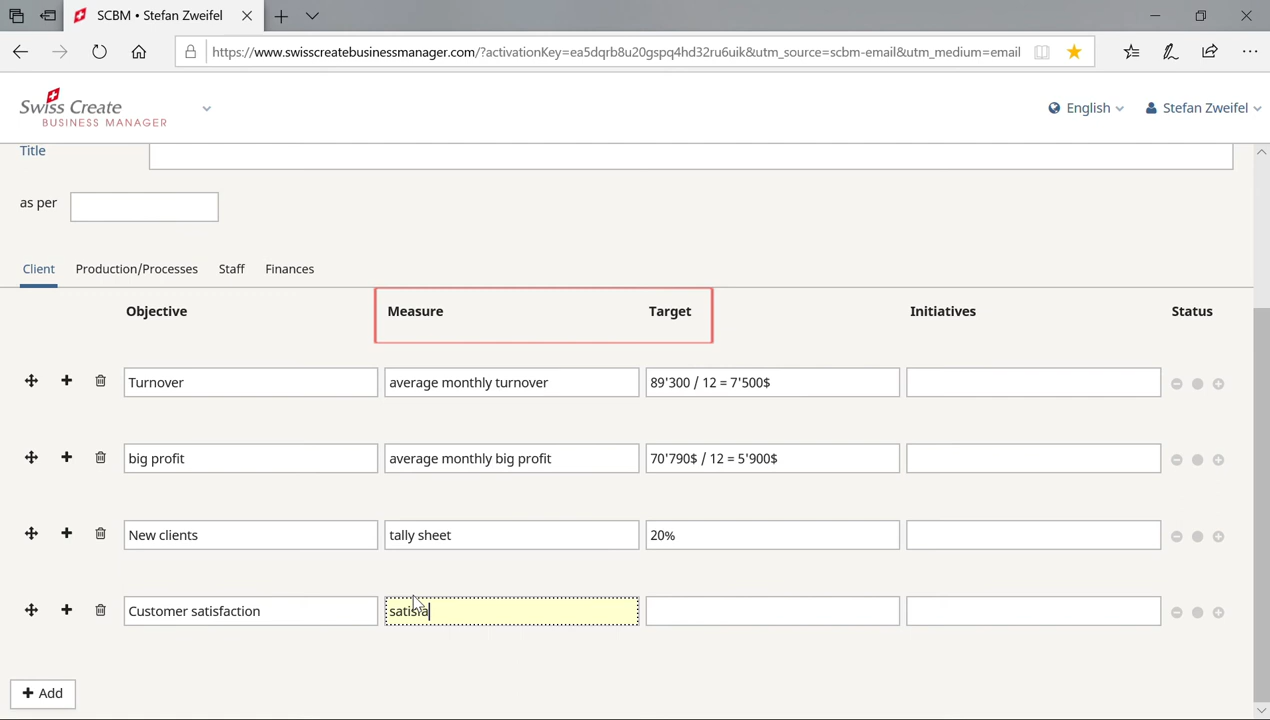 SCBM • Stefan Zweifel
https://www.swisscreatebusinessmanager.com/?activationKey=ea5dqrb8u20gspq4hd32ru6uik&utm_source=scbm-email&utm_medium=email
Swiss Create
BUSINESS MANAGER
English
Stefan Zweifel
Title
as per
Client Production/Processes Staff Finances
Objective Measure Target Initiatives Status
Turnover average monthly turnover 89'300 / 12 = 7'500$
big profit average monthly big profit 70'790$ / 12 = 5'900$
New clients tally sheet 20%
Customer satisfaction satisfa
+ Add